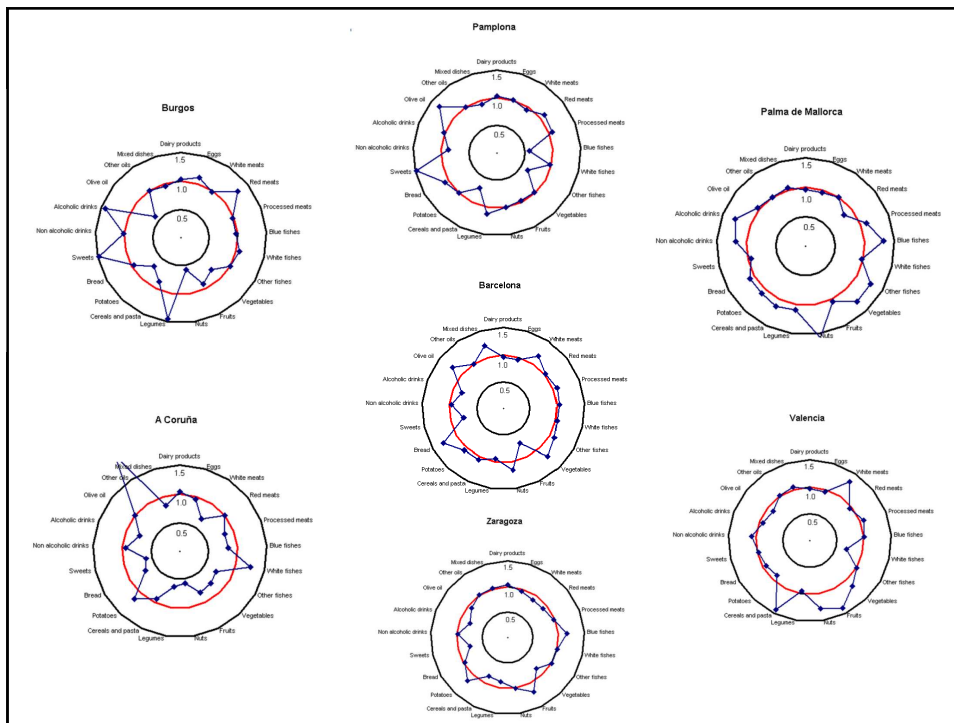 Pamplona
Dairy products
Eggs
White meats
Red meats
Processed meats
Blue fishes
White fishes
Other fishes
Vegetables
Fruits
Nuts
Legumes
Cereals and pasta
Potatoes
Bread
Sweets
Non alcoholic drinks
Alcoholic drinks
Olive oil
Other oils
Mixed dishes
1.5
1.0
0.5
Burgos
Dairy products
Eggs
White meats
Red meats
Processed meats
Blue fishes
White fishes
Other fishes
Vegetables
Fruits
Nuts
Legumes
Cereals and pasta
Potatoes
Bread
Sweets
Non alcoholic drinks
Alcoholic drinks
Olive oil
Other oils
Mixed dishes
1.5
1.0
0.5
Palma de Mallorca
Dairy products
Eggs
White meats
Red meats
Processed meats
Blue fishes
White fishes
Other fishes
Vegetables
Fruits
Nuts
Legumes
Cereals and pasta
Potatoes
Bread
Sweets
Non alcoholic drinks
Alcoholic drinks
Olive oil
Other oils
Mixed dishes
1.5
1.0
0.5
Barcelona
Dairy products
Eggs
White meats
Red meats
Processed meats
Blue fishes
White fishes
Other fishes
Vegetables
Fruits
Nuts
Legumes
Cereals and pasta
Potatoes
Bread
Sweets
Non alcoholic drinks
Alcoholic drinks
Olive oil
Other oils
Mixed dishes
1.5
1.0
0.5
A Coruña
Dairy products
Eggs
White meats
Red meats
Processed meats
Blue fishes
White fishes
Other fishes
Vegetables
Fruits
Nuts
Legumes
Cereals and pasta
Potatoes
Bread
Sweets
Non alcoholic drinks
Alcoholic drinks
Olive oil
Other oils
Mixed dishes
1.5
1.0
0.5
Valencia
Dairy products
Eggs
White meats
Red meats
Processed meats
Blue fishes
White fishes
Other fishes
Vegetables
Fruits
Nuts
Legumes
Cereals and pasta
Potatoes
Bread
Sweets
Non alcoholic drinks
Alcoholic drinks
Olive oil
Other oils
Mixed dishes
1.5
1.0
0.5
Zaragoza
Dairy products
Eggs
White meats
Red meats
Processed meats
Blue fishes
White fishes
Other fishes
Vegetables
Fruits
Nuts
Legumes
Cereals and pasta
Potatoes
Bread
Sweets
Non alcoholic drinks
Alcoholic drinks
Olive oil
Other oils
Mixed dishes
1.5
1.0
0.5